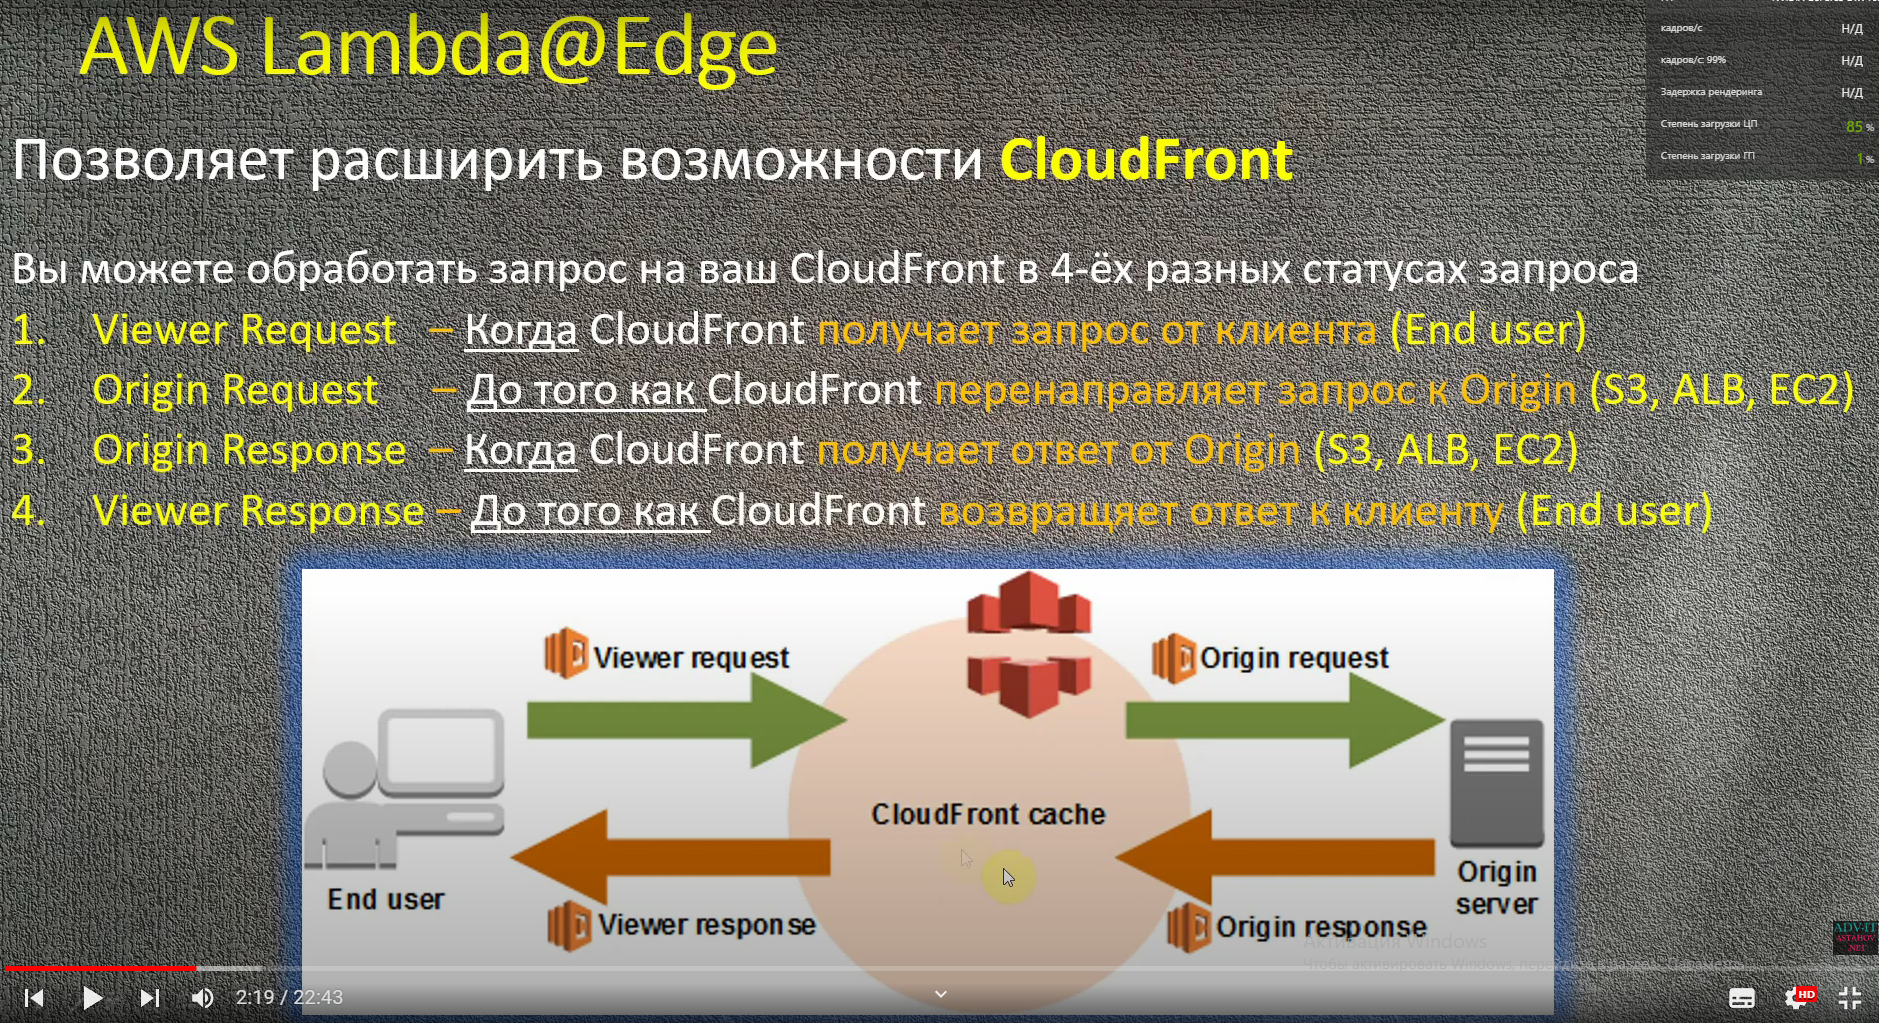 AWS Lambda@Edge
кадров/с Н/Д
кадров/с: 99% Н/Д
Задержка рендеринга Н/Д
Степень загрузки ЦП 85 %
Степень загрузки ГП 1 %
Позволяет расширить возможности CloudFront
Вы можете обработать запрос на ваш CloudFront в 4-ёх разных статусах запроса
1. Viewer Request – Когда CloudFront получает запрос от клиента (End user)
2. Origin Request – До того как CloudFront перенаправляет запрос к Origin (S3, ALB, EC2)
3. Origin Response – Когда CloudFront получает ответ от Origin (S3, ALB, EC2)
4. Viewer Response – До того как CloudFront возвращяет ответ к клиенту (End user)
Viewer request
Origin request
CloudFront cache
End user
Origin
server
Viewer response
Origin response
ADV-IT
ASTAHOV
.NET
Активация Windows
Чтобы активировать Windows, перейдите в раздел
2:19 / 22:43
HD